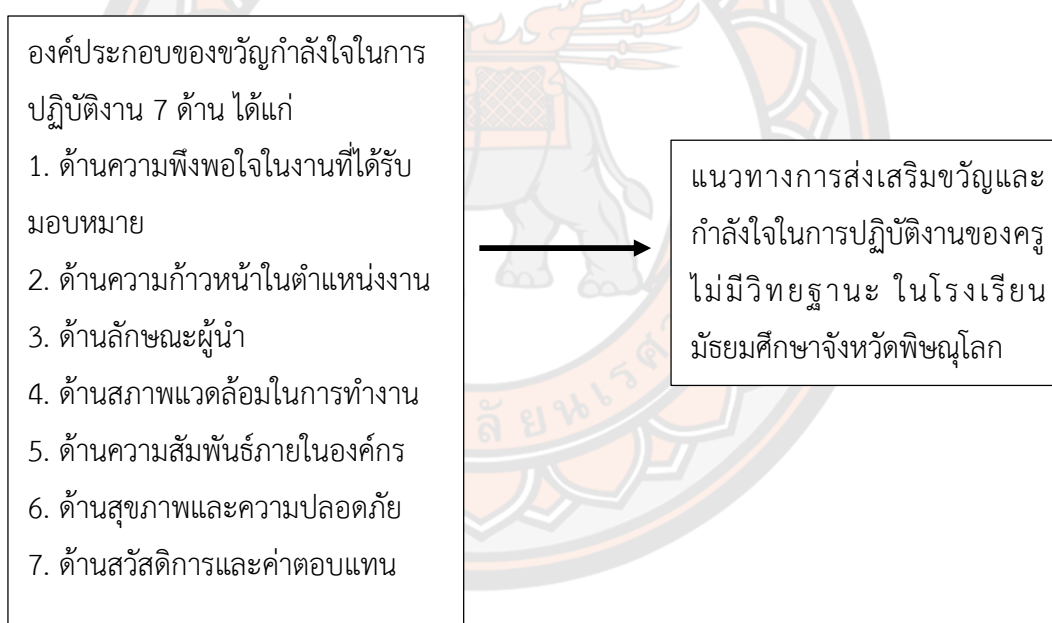 องค์ประกอบของขวัญกำลังใจในการ
ปฏิบัติงาน 7 ด้าน ได้แก่
1. ด้านความพึงพอใจในงานที่ได้รับ
มอบหมาย
2. ด้านความก้าวหน้าในตำแหน่งงาน
3. ด้านลักษณะผู้นำ
4. ด้านสภาพแวดล้อมในการทำงาน
5. ด้านความสัมพันธ์ภายในองค์กร
6. ด้านสุขภาพและความปลอดภัย
7. ด้านสวัสดิการและค่าตอบแทน
แนวทางการส่งเสริมขวัญและ
กำลังใจในการปฏิบัติงานของครู
ไม่มีวิทยฐานะ ในโรงเรียน
มัธยมศึกษาจังหวัดพิษณุโลก